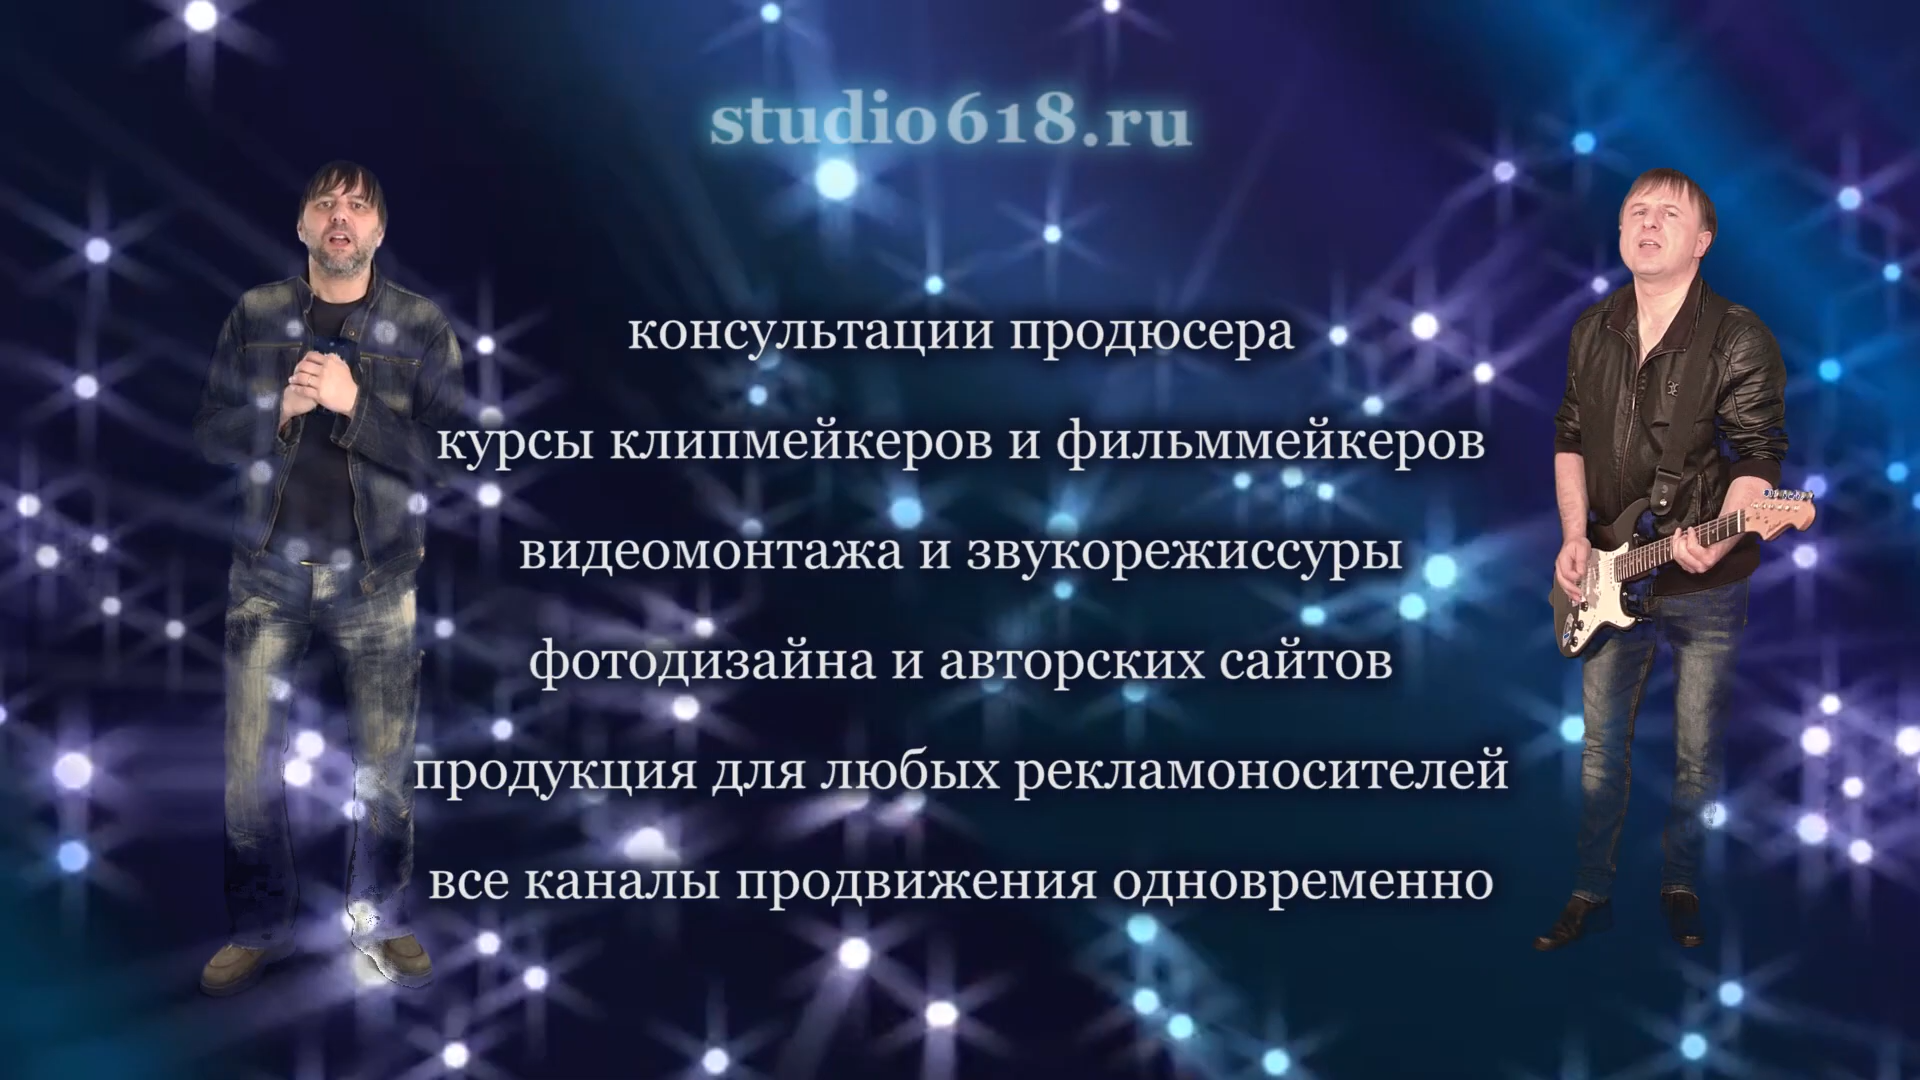 studio618.ru
консультации продюсера
курсы клипмейкеров и фильммейкеров
видеомонтажа и звукорежиссуры
фотодизайна и авторских сайтов
продукция для любых рекламоносителей
все каналы продвижения одновременно